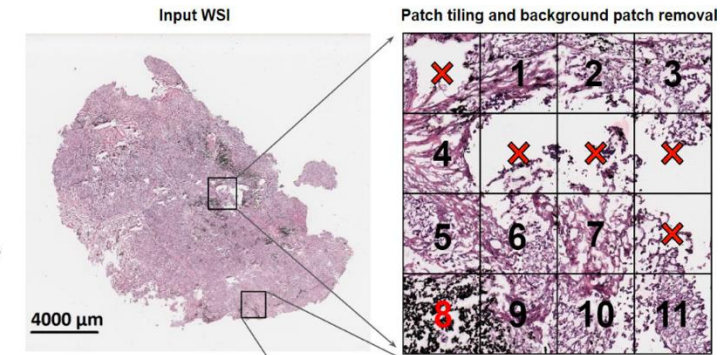 Input WSI
Patch tiling and background patch removal
1 2 3
4
5 6 7
8 9 10 11
4000 µm